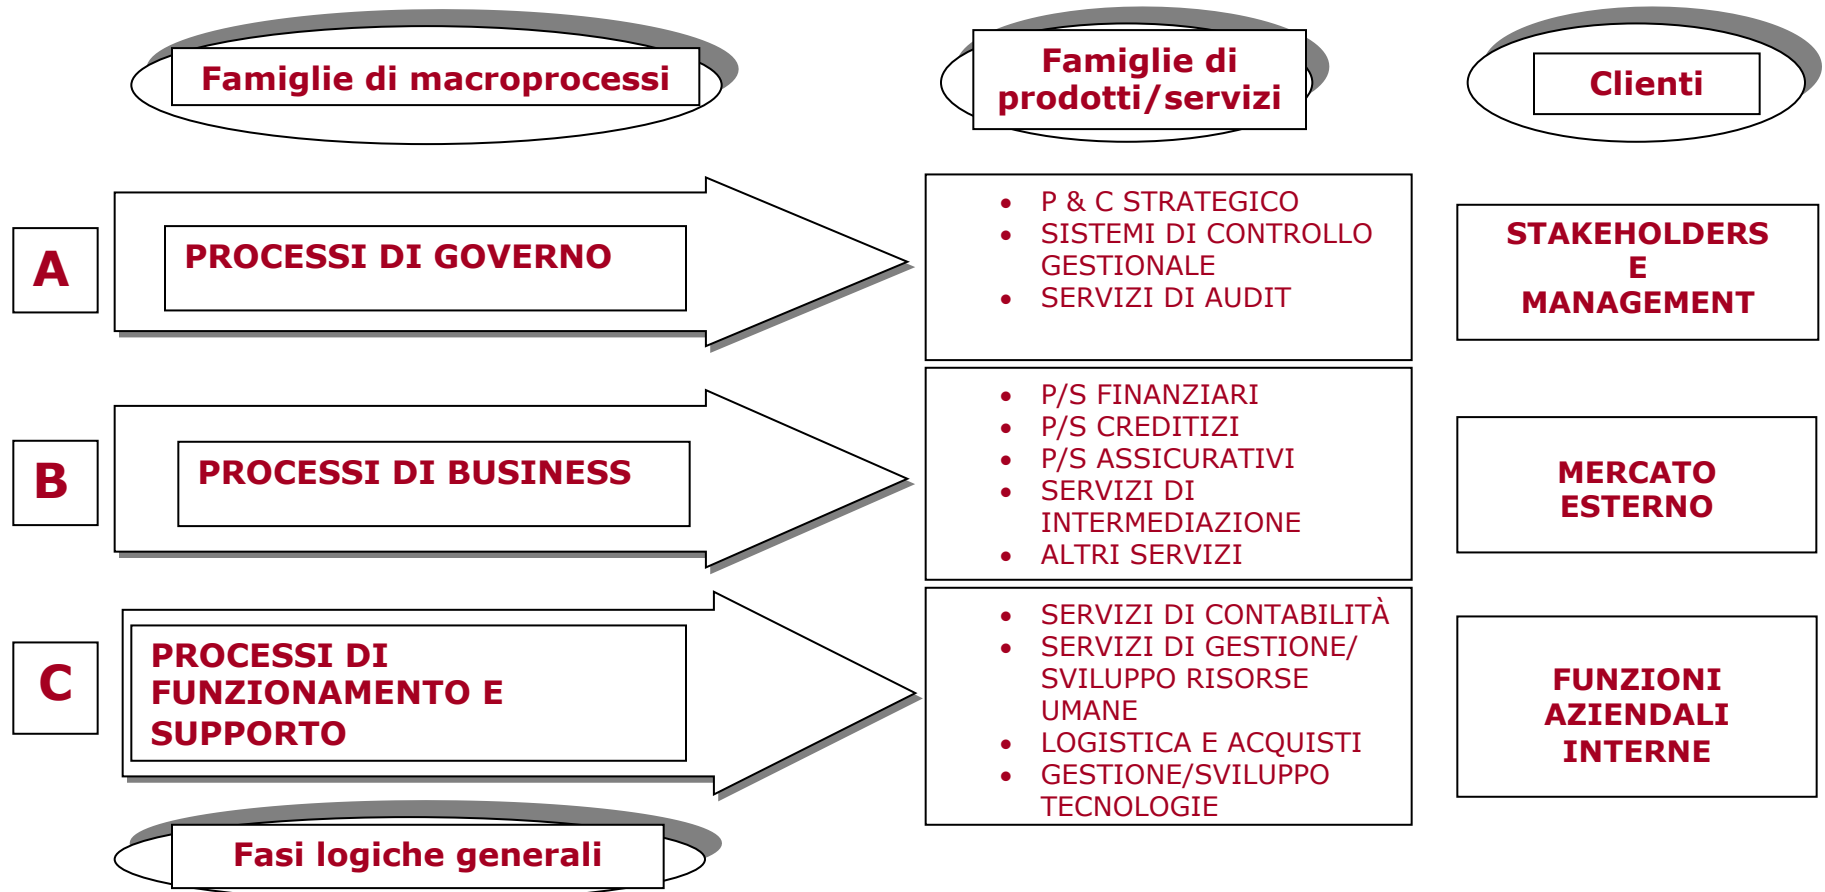 Famiglie di macroprocessi
Famiglie di
prodotti/servizi
Clienti
A
PROCESSI DI GOVERNO
• P & C STRATEGICO
• SISTEMI DI CONTROLLO
GESTIONALE
• SERVIZI DI AUDIT
STAKEHOLDERS
E
MANAGEMENT
B
PROCESSI DI BUSINESS
• P/S FINANZIARI
• P/S CREDITIZI
• P/S ASSICURATIVI
• SERVIZI DI
INTERMEDIAZIONE
• ALTRI SERVIZI
MERCATO
ESTERNO
C
PROCESSI DI
FUNZIONAMENTO E
SUPPORTO
• SERVIZI DI CONTABILITÀ
• SERVIZI DI GESTIONE/
SVILUPPO RISORSE
UMANE
• LOGISTICA E ACQUISTI
• GESTIONE/SVILUPPO
TECNOLOGIE
FUNZIONI
AZIENDALI
INTERNE
Fasi logiche generali